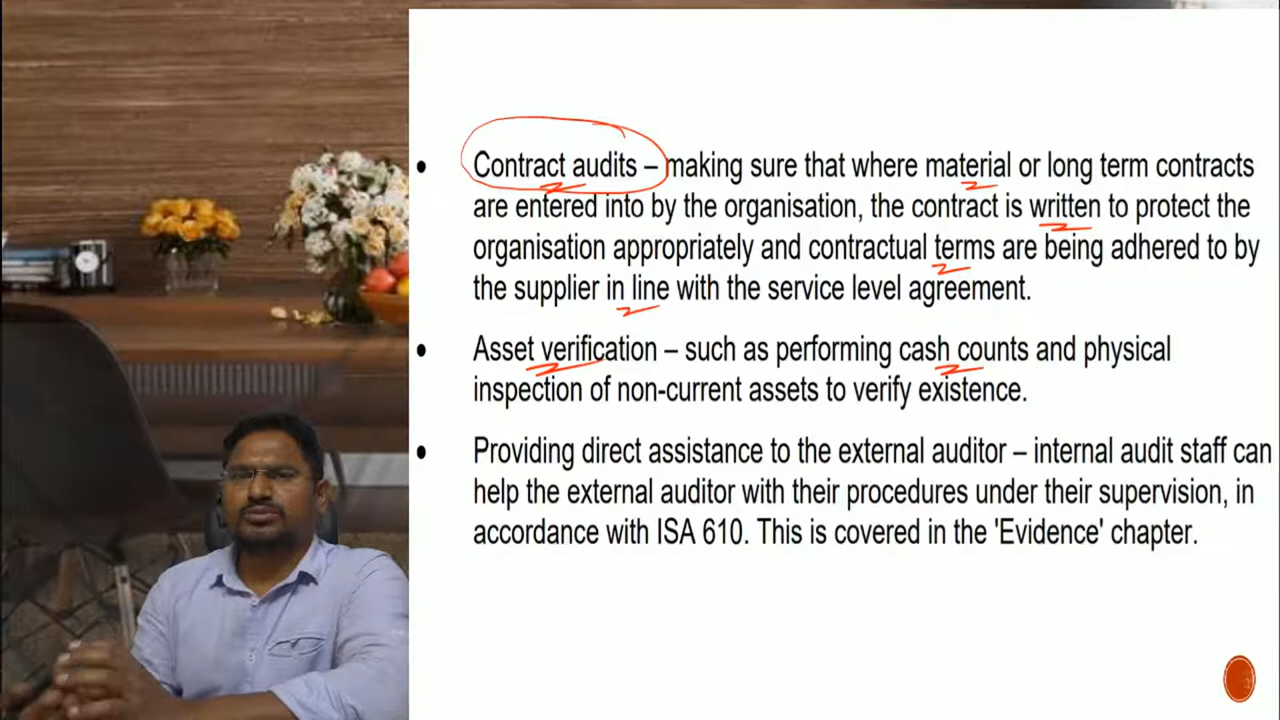 • Contract audits – making sure that where material or long term contracts
are entered into by the organisation, the contract is written to protect the
organisation appropriately and contractual terms are being adhered to by
the supplier in line with the service level agreement.
• Asset verification – such as performing cash counts and physical
inspection of non-current assets to verify existence.
• Providing direct assistance to the external auditor – internal audit staff can
help the external auditor with their procedures under their supervision, in
accordance with ISA 610. This is covered in the 'Evidence' chapter.